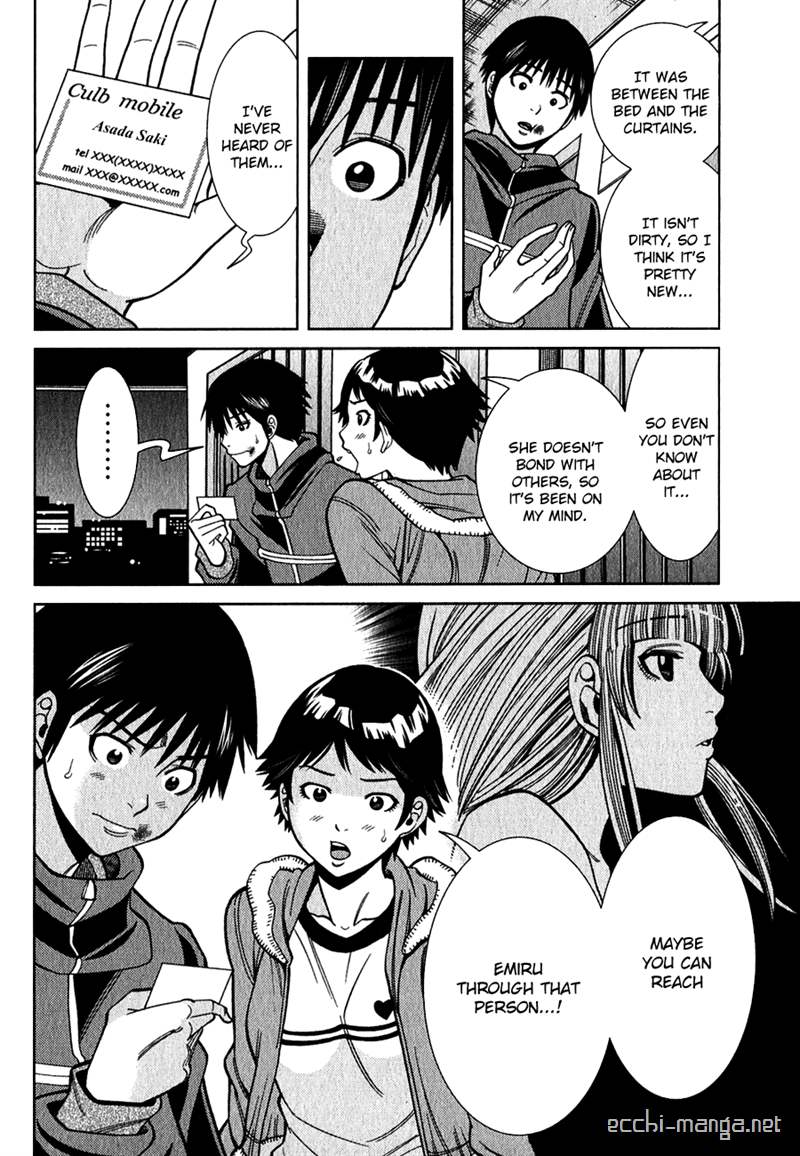 IT WAS
BETWEEN THE
BED AND THE
CURTAINS.
IT ISN'T
DIRTY, SO I
THINK IT'S
PRETTY
NEW...
I'VE
NEVER
HEARD OF
THEM...
Culb mobile
Asada Saki
tel XXX(XXXX)XXXX
mail XXX@XXXXX.com
SO EVEN
YOU DON'T
KNOW
ABOUT
IT...
SHE DOESN'T
BOND WITH
OTHERS, SO
IT'S BEEN ON
MY MIND.
.........
MAYBE
YOU CAN
REACH
EMIRU
THROUGH THAT
PERSON...!
ecchi-manga.net